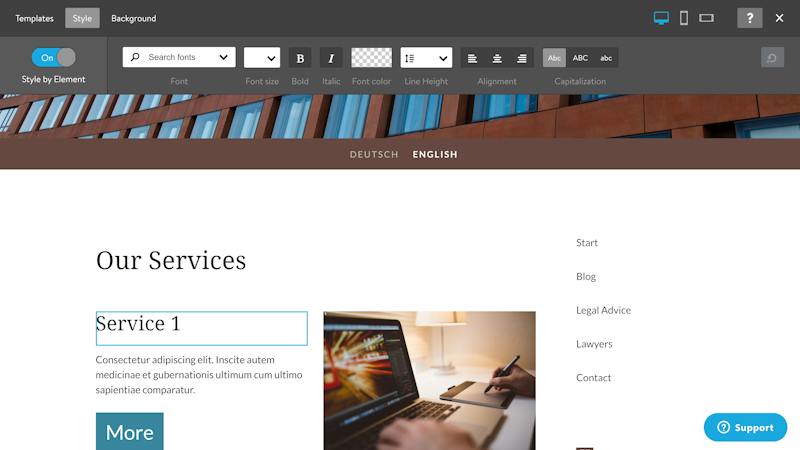 Templates Style Background ?
On Search fonts B I Abc ABC abc
Style by Element Font Font size Bold Italic Font color Line Height Alignment Capitalization
DEUTSCH ENGLISH
Our Services
Service 1
Consectetur adipiscing elit. Inscite autem
medicinae et gubernationis ultimum cum ultimo
sapientiae comparatur.
More
Start
Blog
Legal Advice
Lawyers
Contact
? Support